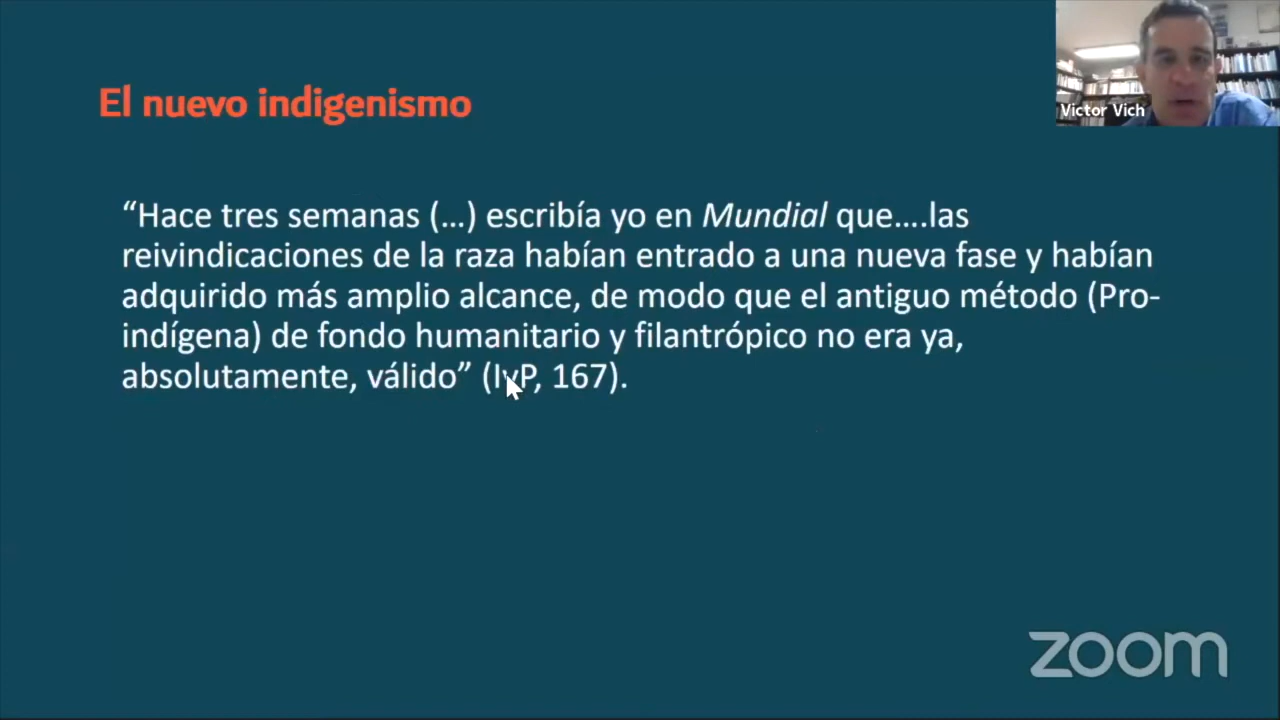 El nuevo indigenismo
Victor Vich
“Hace tres semanas (…) escribía yo en Mundial que….las
reivindicaciones de la raza habían entrado a una nueva fase y habían
adquirido más amplio alcance, de modo que el antiguo método (Pro-
indígena) de fondo humanitario y filantrópico no era ya,
absolutamente, válido” (IyP, 167).
zoom